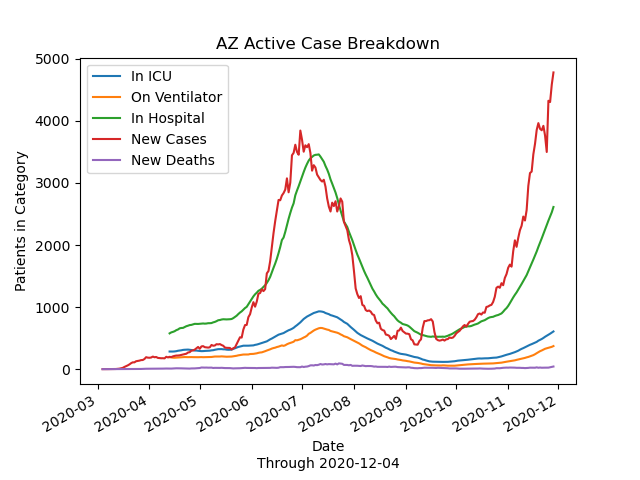 AZ Active Case Breakdown
5000
4000
3000
2000
1000
0
Patients in Category
In ICU
On Ventilator
In Hospital
New Cases
New Deaths
2020-03
2020-04
2020-05
2020-06
2020-07
2020-08
2020-09
2020-10
2020-11
2020-12
Date
Through 2020-12-04